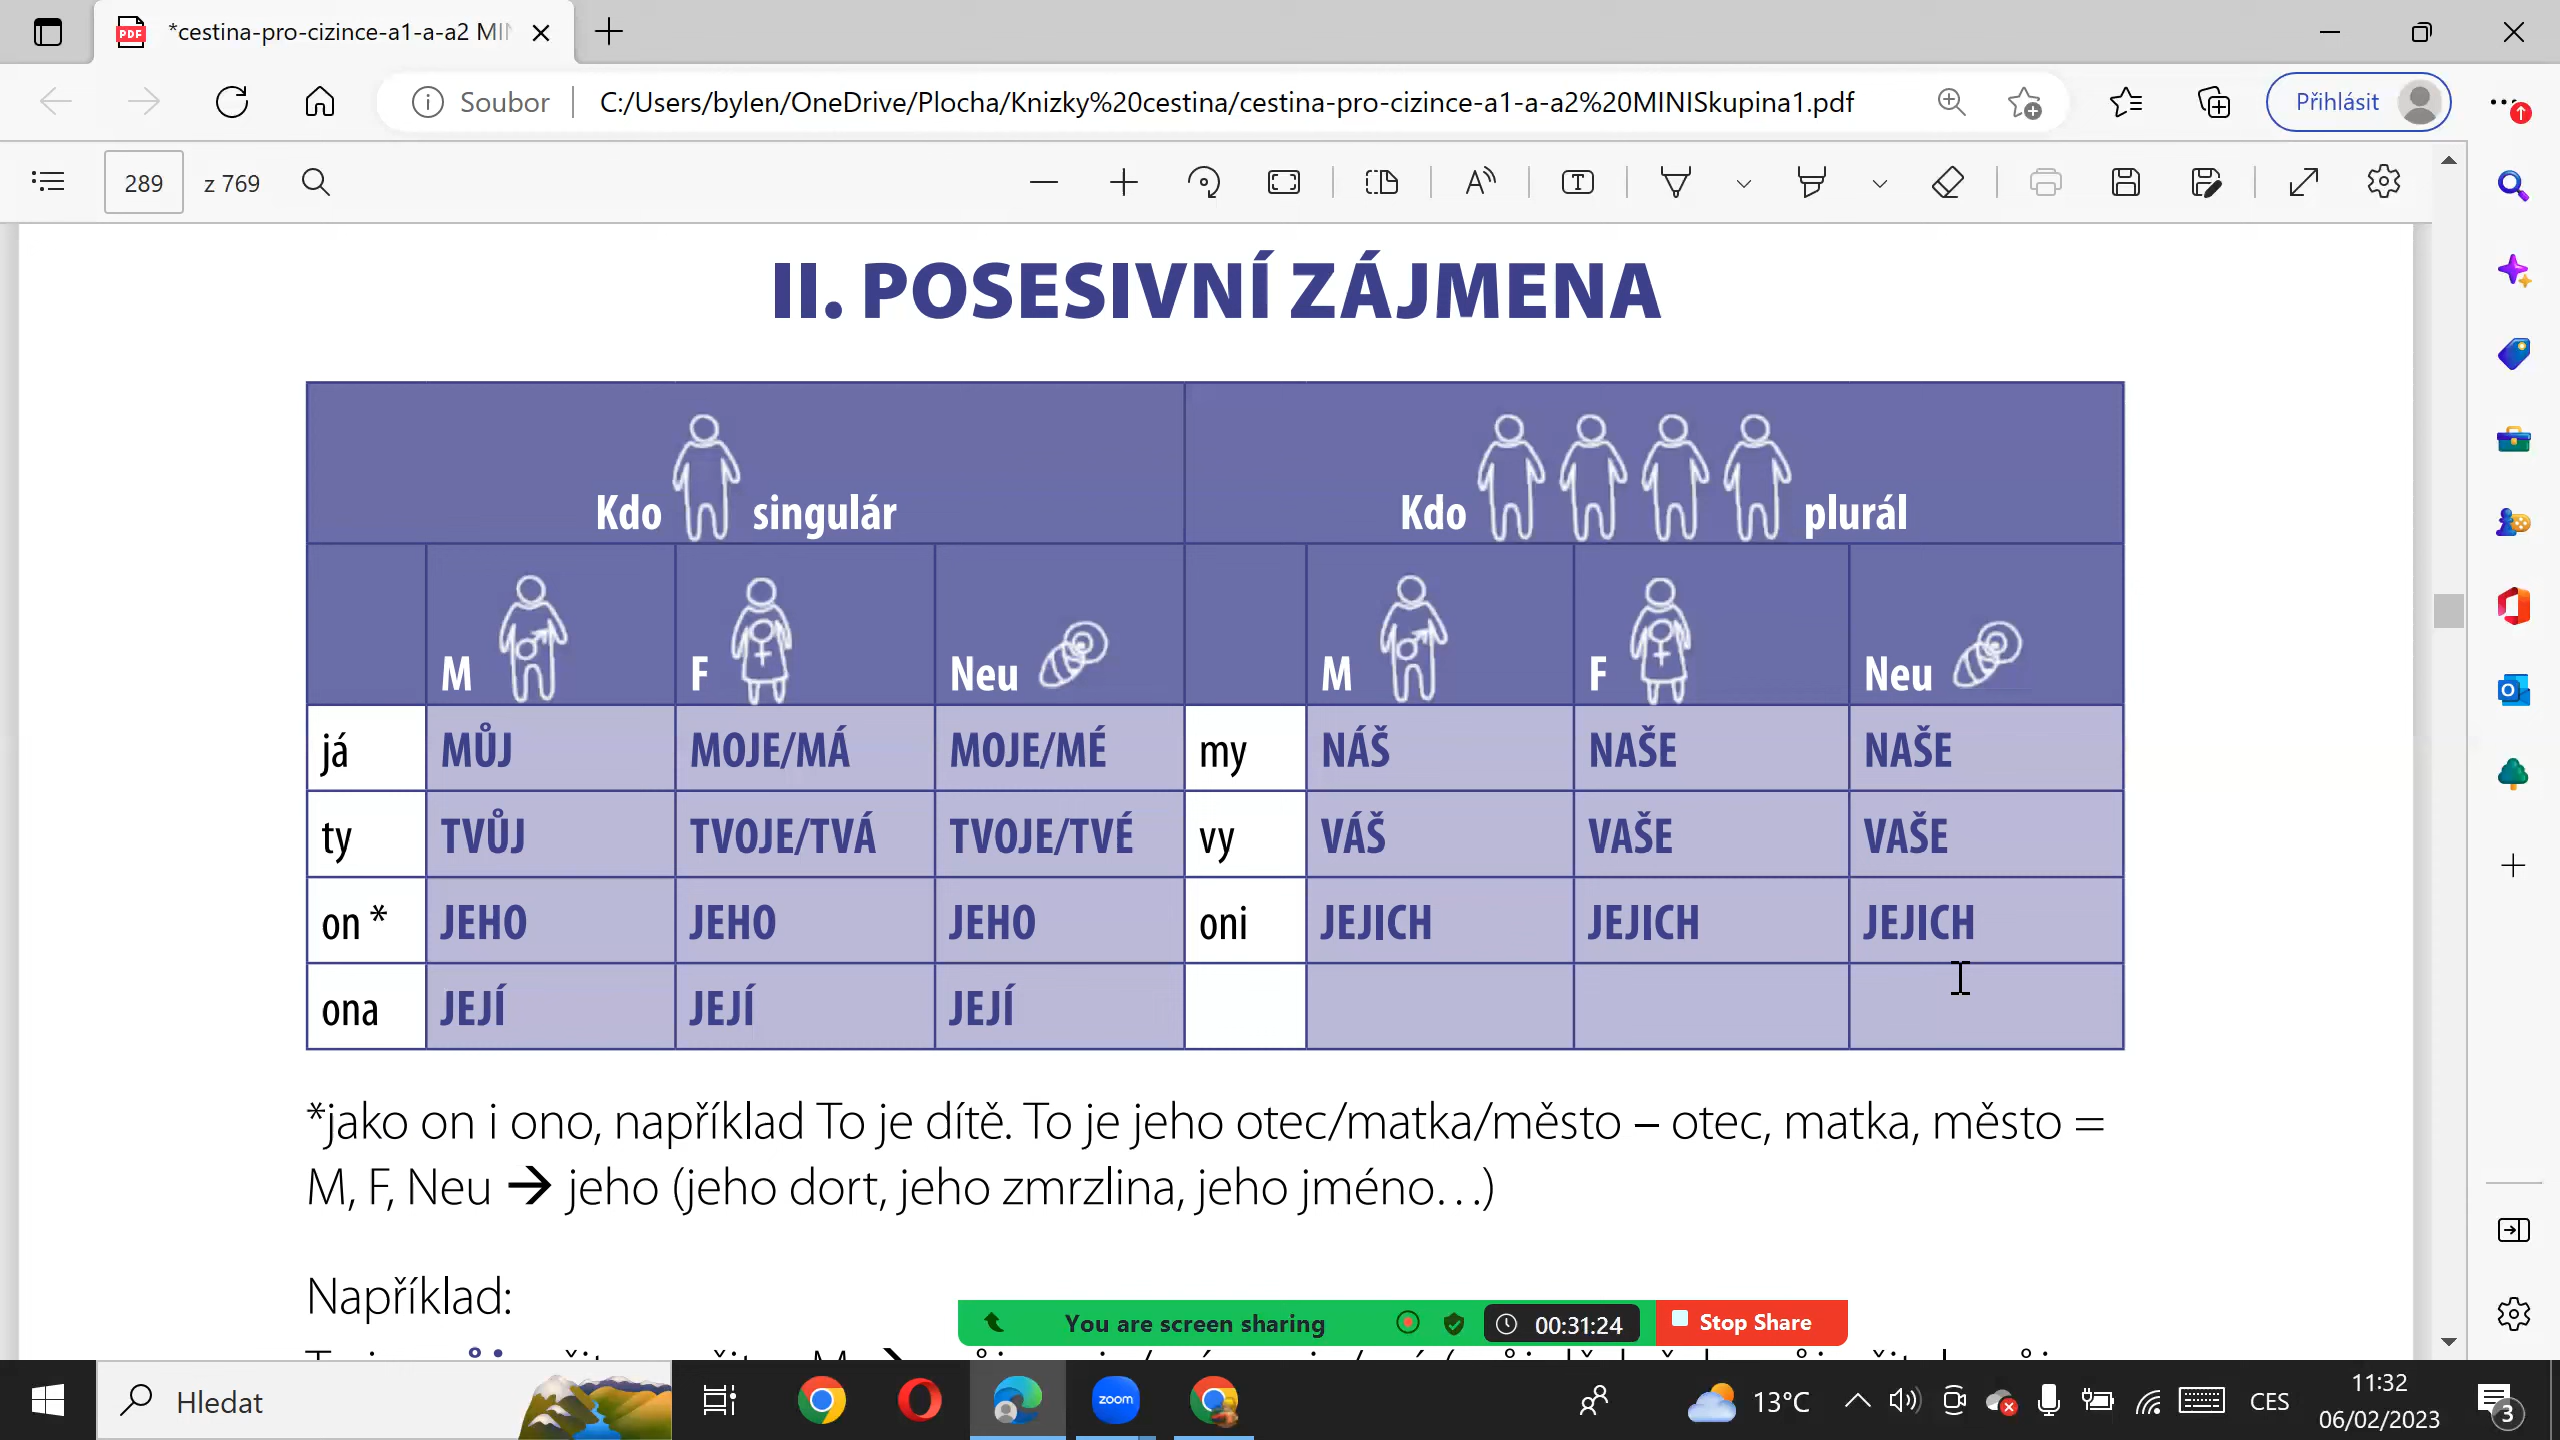 *cestina-pro-cizince-a1-a-a2 MIN
Soubor
C:/Users/bylen/OneDrive/Plocha/Knizky%20cestina/cestina-pro-cizince-a1-a-a2%20MINISkupina1.pdf
Přihlásit
289 z 769
II. POSESIVNÍ ZÁJMENA
Kdo singulár Kdo plurál
M F Neu M F Neu
já MŮJ MOJE/MÁ MOJE/MÉ my NÁŠ NAŠE NAŠE
ty TVŮJ TVOJE/TVÁ TVOJE/TVÉ vy VÁŠ VAŠE VAŠE
on * JEHO JEHO JEHO oni JEJICH JEJICH JEJICH
ona JEJÍ JEJÍ JEJÍ
*jako on i ono, například To je dítě. To je jeho otec/matka/město – otec, matka, město =
M, F, Neu → jeho (jeho dort, jeho zmrzlina, jeho jméno…)
Například:
You are screen sharing 00:31:24 Stop Share
Hledat
zoom
13°C
CES
11:32
06/02/2023
3